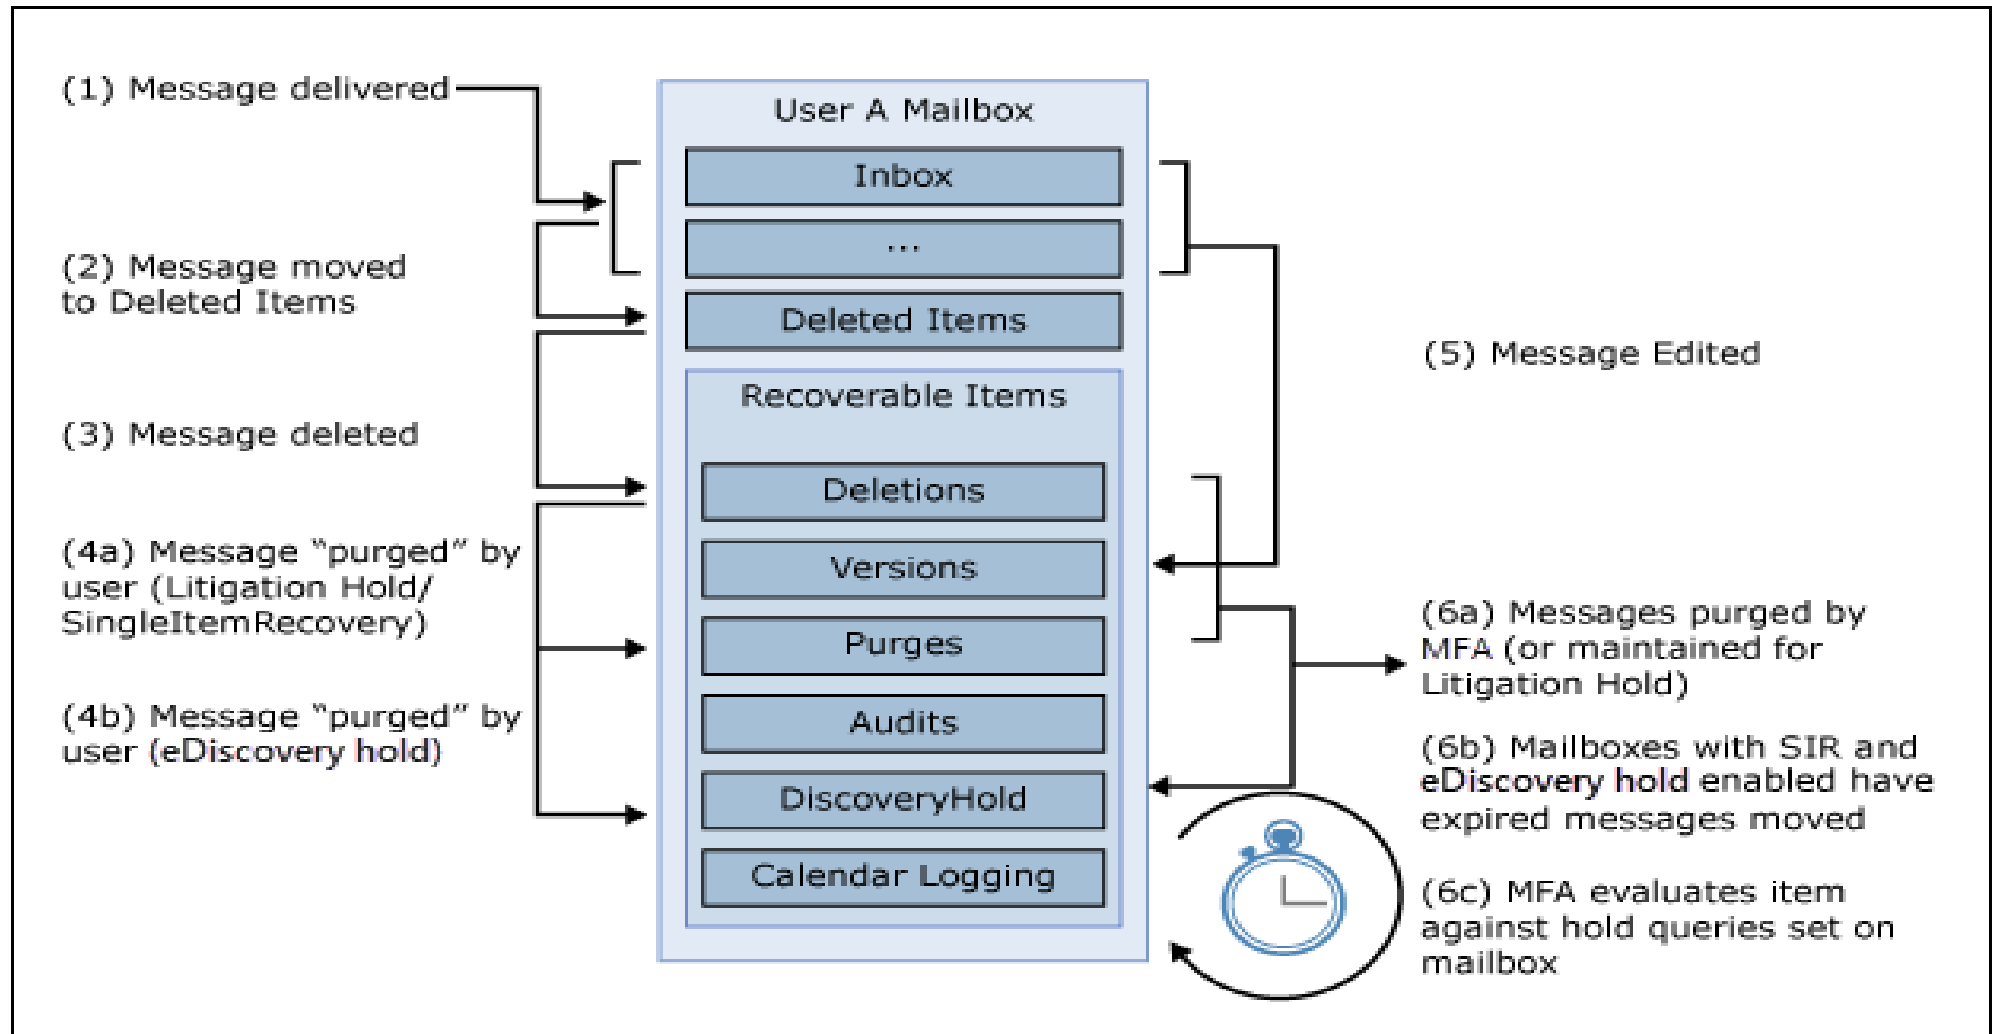 (1) Message delivered
(2) Message moved
to Deleted Items
(3) Message deleted
(4a) Message “purged” by
user (Litigation Hold/
SingleItemRecovery)
(4b) Message “purged” by
user (eDiscovery hold)
User A Mailbox
Inbox
...
Deleted Items
Recoverable Items
Deletions
Versions
Purges
Audits
DiscoveryHold
Calendar Logging
(5) Message Edited
(6a) Messages purged by
MFA (or maintained for
Litigation Hold)
(6b) Mailboxes with SIR and
eDiscovery hold enabled have
expired messages moved
(6c) MFA evaluates item
against hold queries set on
mailbox